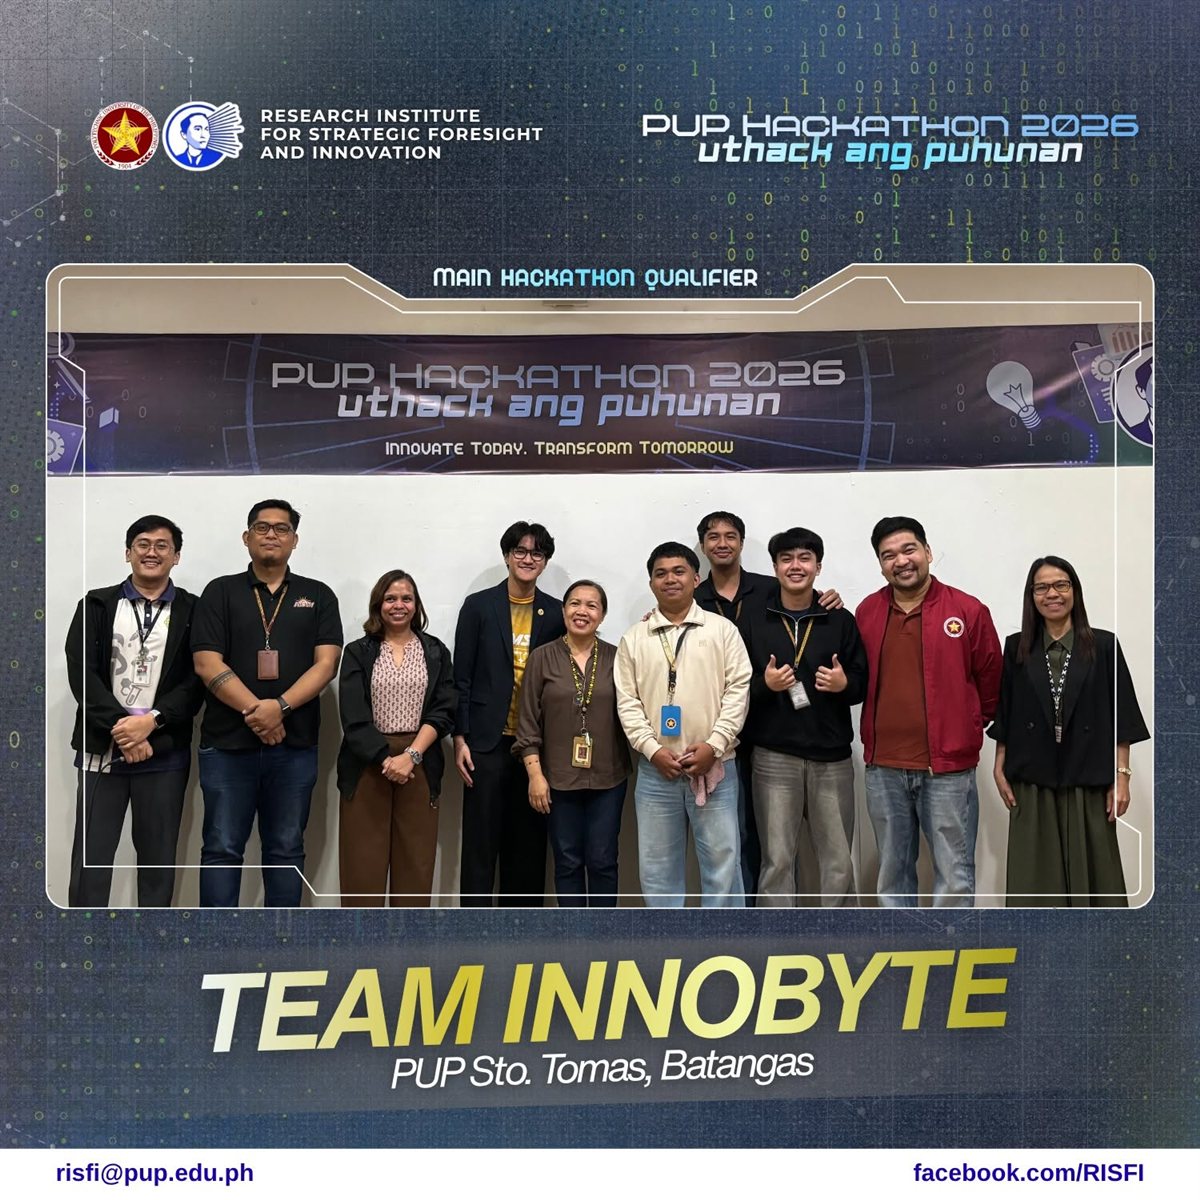 RESEARCH INSTITUTE
FOR STRATEGIC FORESIGHT
AND INNOVATION
PUP HACKATHON 2026
uthack ang puhunan
MAIN HACKATHON QUALIFIER
PUP HACKATHON 2026
uthack ang puhunan
INNOVATE TODAY. TRANSFORM TOMORROW
TEAM INNOBYTE
PUP Sto. Tomas, Batangas
risfi@pup.edu.ph
facebook.com/RISFI